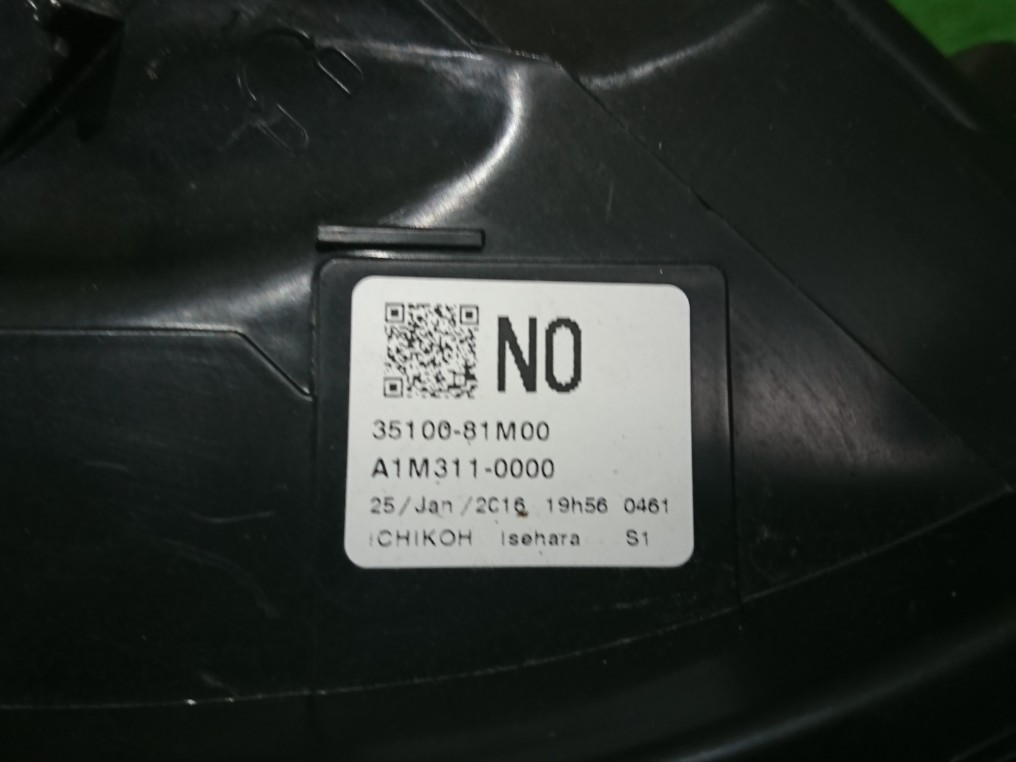 NO
35100-81M00
A1M311-0000
25/Jan/2016 19h56 0461
ICHIKOH Isehara S1